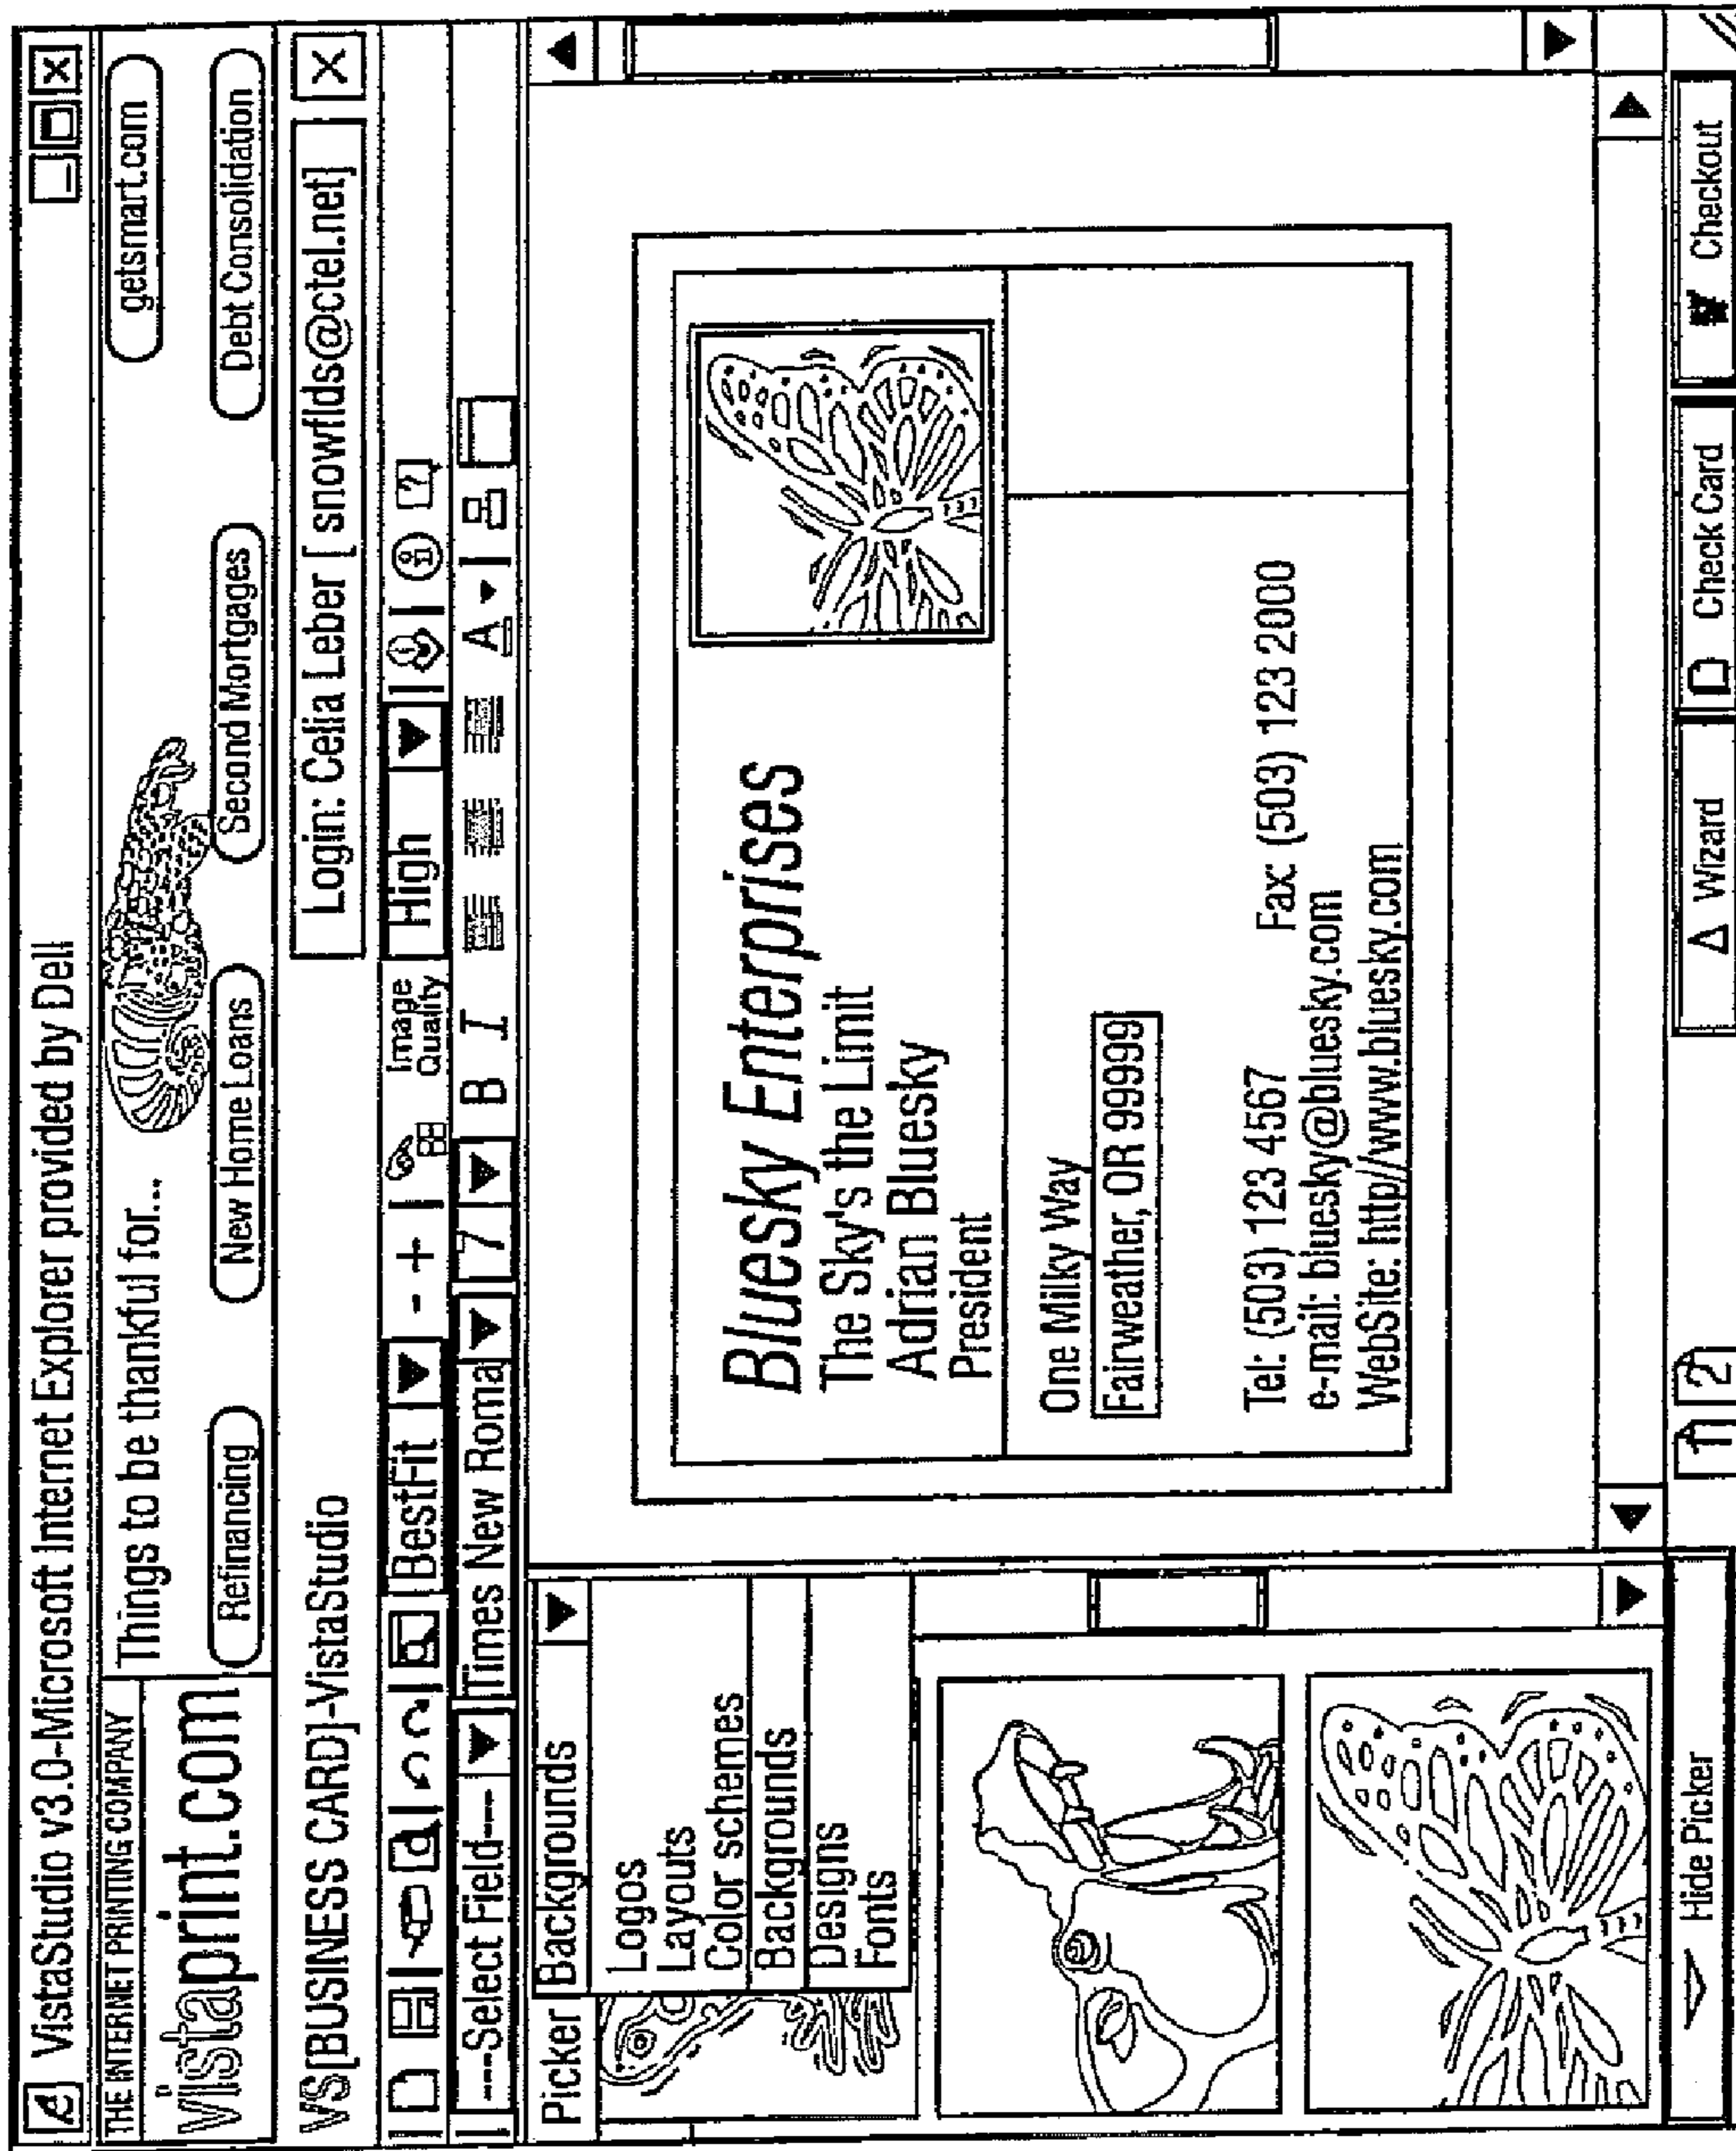 VistaStudio v3.0-Microsoft Internet Explorer provided by Dell
THE INTERNET PRINTING COMPANY
vistaprint.com
Things to be thankful for...
getsmart.com
Refinancing
New Home Loans
Second Mortgages
Debt Consolidation
VS[BUSINESS CARD]-VistaStudio
Login: Celia Leber [ snowflds@ctel.net]
BestFit
- +
Image
Quality
High
---Select Field---
Times New Roma
7
B I
A
Picker
Backgrounds
Logos
Layouts
Color schemes
Backgrounds
Designs
Fonts
Bluesky Enterprises
The Sky's the Limit
Adrian Bluesky
President
One Milky Way
Fairweather, OR 99999
Tel: (503) 123 4567 Fax: (503) 123 2000
e-mail: bluesky@bluesky.com
WebSite: http//www.bluesky.com
Hide Picker
1 2
Wizard
Check Card
Checkout